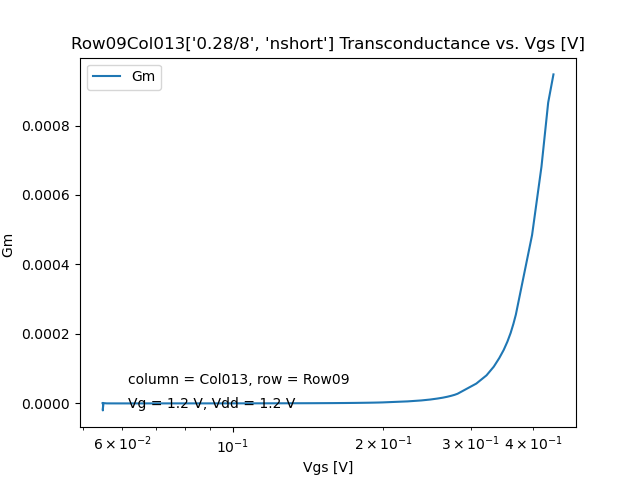 Row09Col013['0.28/8', 'nshort'] Transconductance vs. Vgs [V]
Gm
0.0008
0.0006
0.0004
0.0002
0.0000
Gm
column = Col013, row = Row09
Vg = 1.2 V, Vdd = 1.2 V
6 × 10⁻²
10⁻¹
2 × 10⁻¹
3 × 10⁻¹
4 × 10⁻¹
Vgs [V]